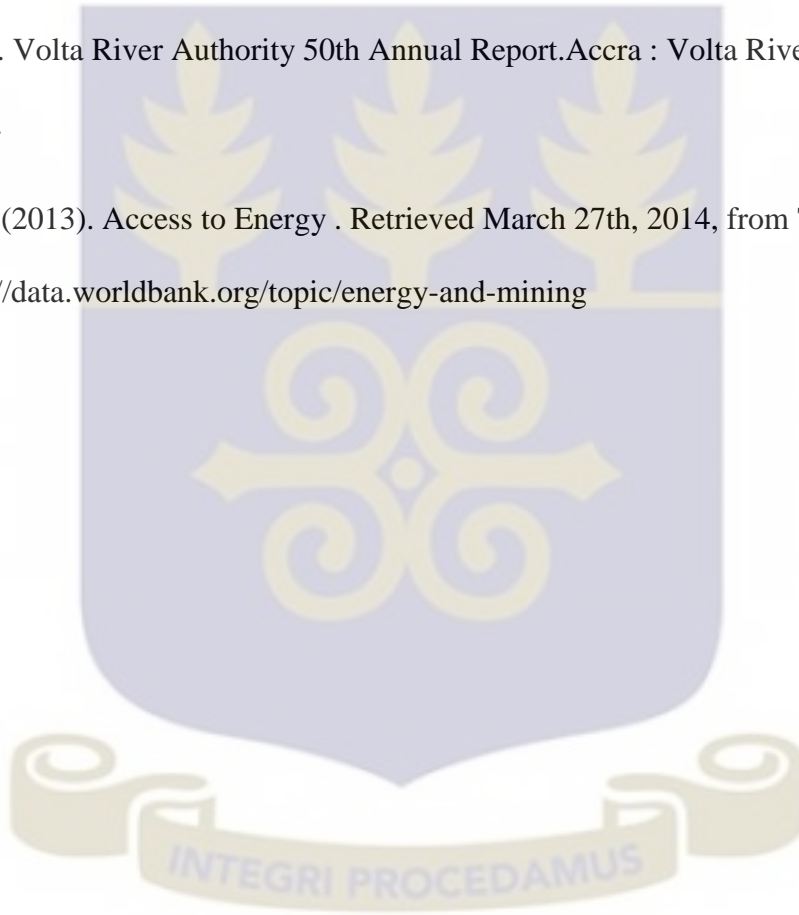 . Volta River Authority 50th Annual Report.Accra : Volta Rive
(2013). Access to Energy . Retrieved March 27th, 2014, from
//data.worldbank.org/topic/energy-and-mining
INTEGRI PROCEDAMUS